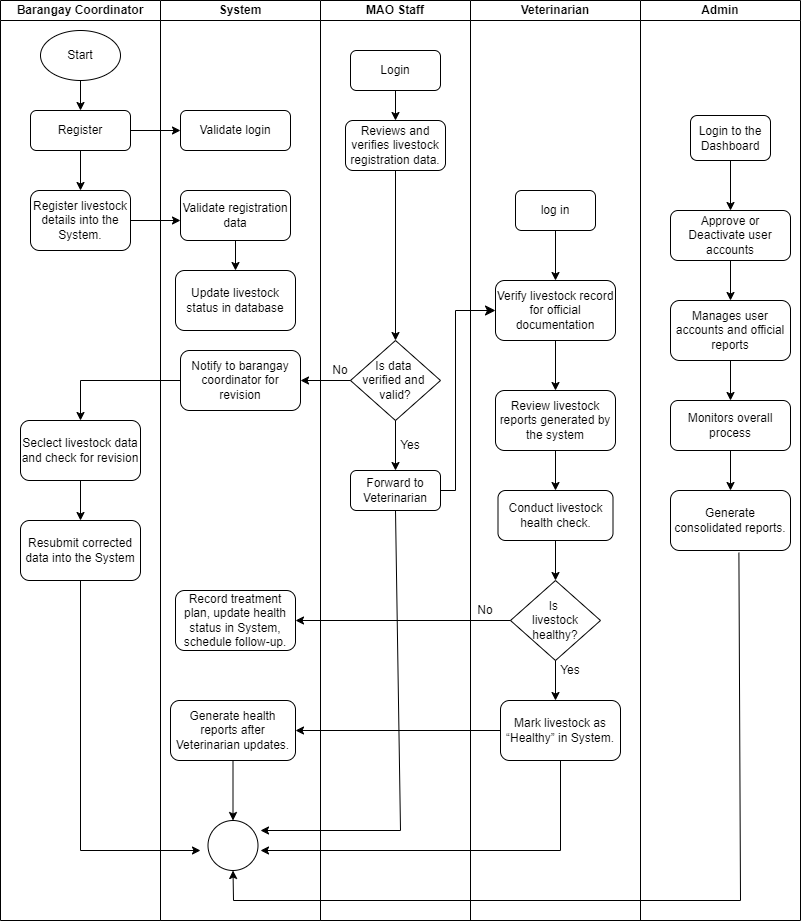 Barangay Coordinator
System
MAO Staff
Veterinarian
Admin
Start
Register
Validate login
Register livestock
details into the
System.
Validate registration
data
Update livestock
status in database
Notify to barangay
coordinator for
revision
Seclect livestock data
and check for revision
Resubmit corrected
data into the System
Login
Reviews and
verifies livestock
registration data.
Is data
verified and
valid?
No
Yes
Forward to
Veterinarian
log in
Verify livestock record
for official
documentation
Review livestock
reports generated by
the system
Conduct livestock
health check.
Is
livestock
healthy?
No
Yes
Record treatment
plan, update health
status in System,
schedule follow-up.
Mark livestock as
“Healthy” in System.
Generate health
reports after
Veterinarian updates.
Login to the
Dashboard
Approve or
Deactivate user
accounts
Manages user
accounts and official
reports
Monitors overall
process
Generate
consolidated reports.